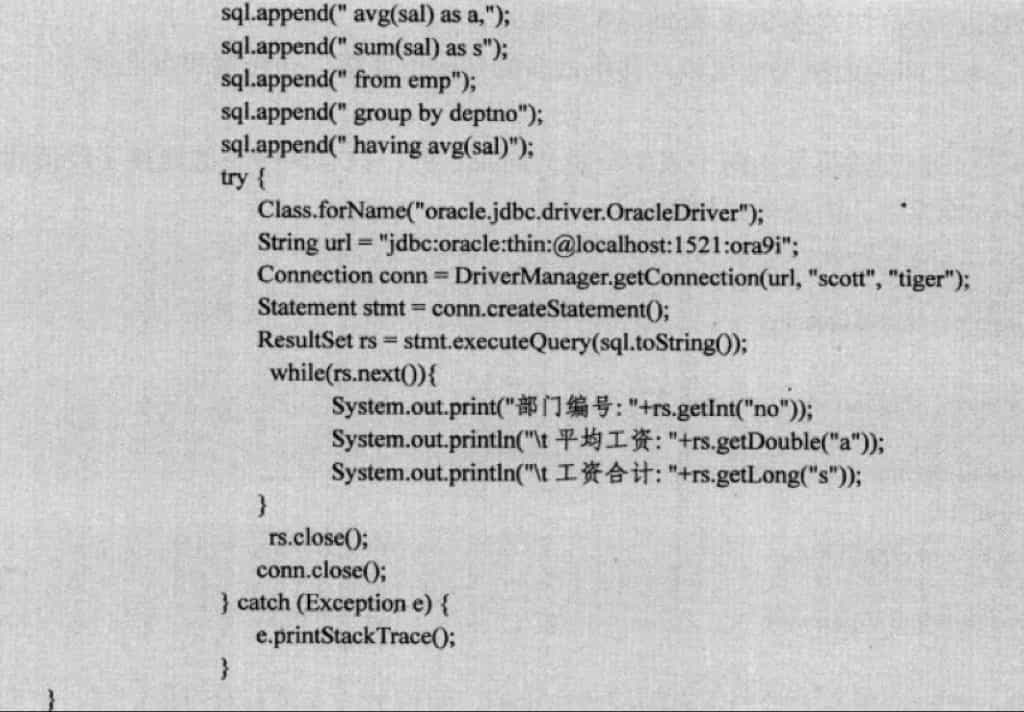 sql.append(" avg(sal) as a,");
sql.append(" sum(sal) as s");
sql.append(" from emp");
sql.append(" group by deptno");
sql.append(" having avg(sal)");
try {
Class.forName("oracle.jdbc.driver.OracleDriver");
String url = "jdbc:oracle:thin:@localhost:1521:ora9i";
Connection conn = DriverManager.getConnection(url, "scott", "tiger");
Statement stmt = conn.createStatement();
ResultSet rs = stmt.executeQuery(sql.toString());
while(rs.next()){
System.out.print("部门编号: "+rs.getInt("no"));
System.out.println("\t 平均工资: "+rs.getDouble("a"));
System.out.println("\t 工资合计: "+rs.getLong("s"));
}
rs.close();
conn.close();
} catch (Exception e) {
e.printStackTrace();
}
}